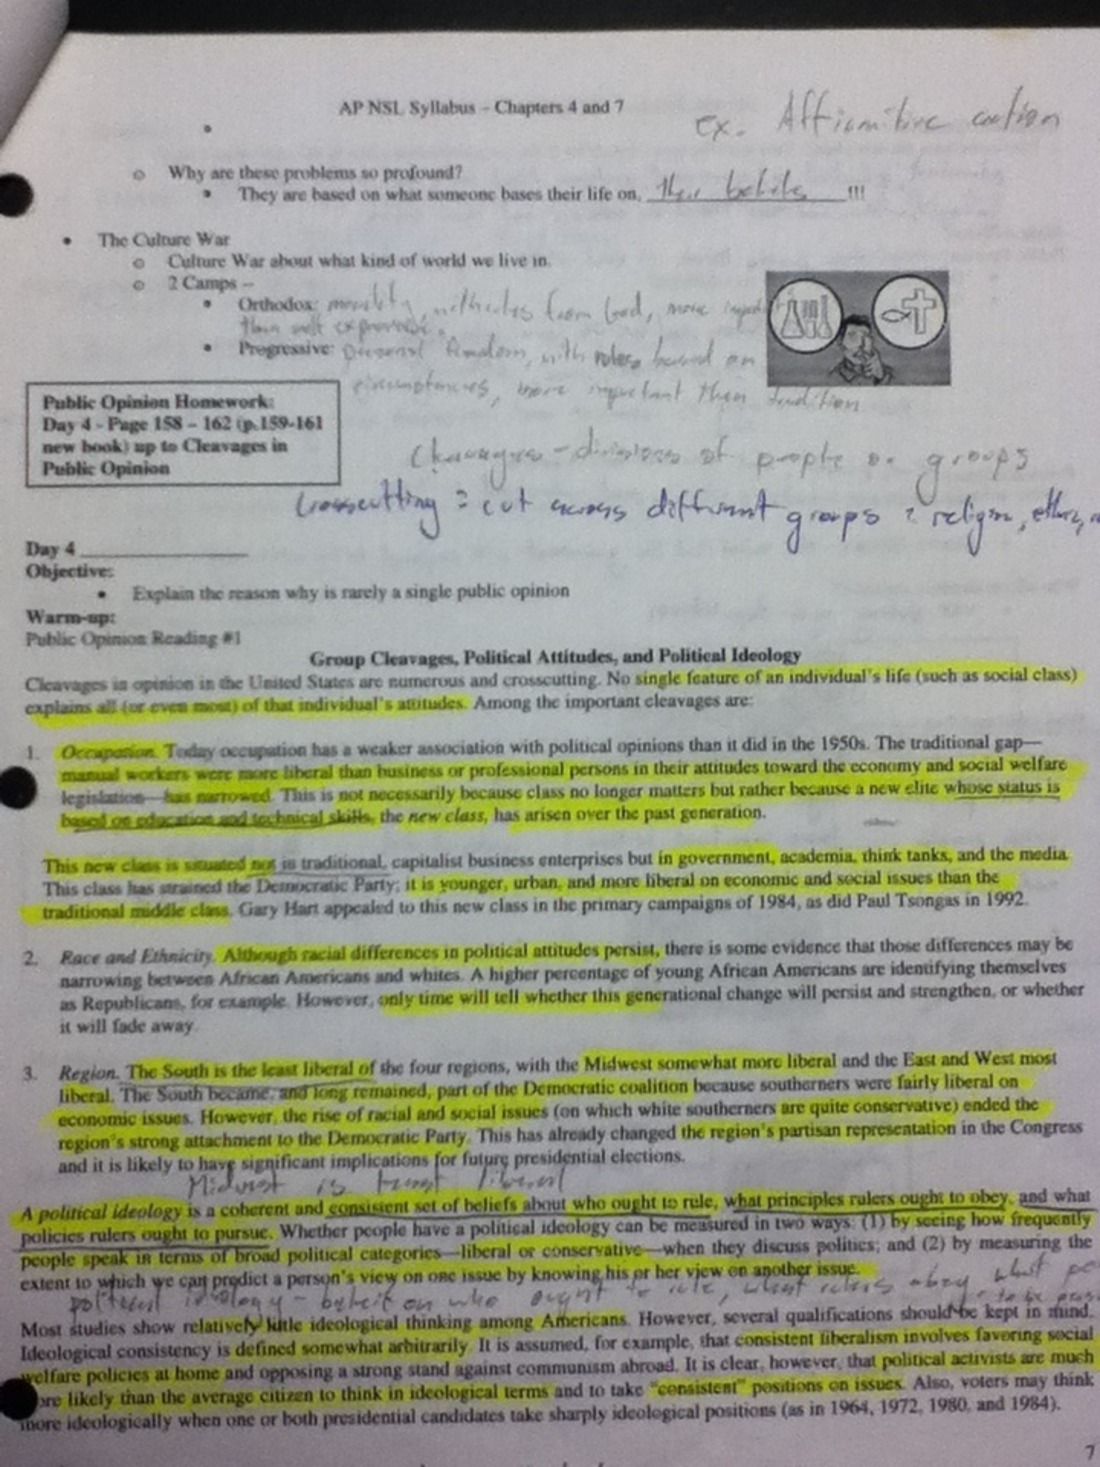 AP NSL Syllabus – Chapters 4 and 7
ex. Affirmitive action
Why are these problems so profound?
They are based on what someone bases their life on, their beliefs !!!
The Culture War
Culture War about what kind of world we live in.
2 Camps –
Orthodox: morality, with rules from God, more important
than self expression.
Progressive: personal freedom, with rules based on
circumstances, more important than tradition
Public Opinion Homework:
Day 4 - Page 158 – 162 (p.159-161
new book) up to Cleavages in
Public Opinion
Cleavages – divisions of people or groups
Crosscutting = cut across different groups : religion,
Day 4
Objective:
Explain the reason why is rarely a single public opinion
Warm-up:
Public Opinion Reading #1
Group Cleavages, Political Attitudes, and Political Ideology
Cleavages in opinion in the United States are numerous and crosscutting. No single feature of an individual's life (such as social class)
explains all (or even most) of that individual's attitudes. Among the important cleavages are:
1. Occupation. Today occupation has a weaker association with political opinions than it did in the 1950s. The traditional gap—
manual workers were more liberal than business or professional persons in their attitudes toward the economy and social welfare
legislation—has narrowed. This is not necessarily because class no longer matters but rather because a new elite whose status is
based on education and technical skills, the new class, has arisen over the past generation.
This new class is situated not in traditional, capitalist business enterprises but in government, academia, think tanks, and the media.
This class has strained the Democratic Party; it is younger, urban, and more liberal on economic and social issues than the
traditional middle class. Gary Hart appealed to this new class in the primary campaigns of 1984, as did Paul Tsongas in 1992.
2. Race and Ethnicity. Although racial differences in political attitudes persist, there is some evidence that those differences may be
narrowing between African Americans and whites. A higher percentage of young African Americans are identifying themselves
as Republicans, for example. However, only time will tell whether this generational change will persist and strengthen, or whether
it will fade away.
3. Region. The South is the least liberal of the four regions, with the Midwest somewhat more liberal and the East and West most
liberal. The South became, and long remained, part of the Democratic coalition because southerners were fairly liberal on
economic issues. However, the rise of racial and social issues (on which white southerners are quite conservative) ended the
region's strong attachment to the Democratic Party. This has already changed the region's partisan representation in the Congress
and it is likely to have significant implications for future presidential elections.
Midwest is most liberal
A political ideology is a coherent and consistent set of beliefs about who ought to rule, what principles rulers ought to obey, and what
policies rulers ought to pursue. Whether people have a political ideology can be measured in two ways: (1) by seeing how frequently
people speak in terms of broad political categories—liberal or conservative—when they discuss politics; and (2) by measuring the
extent to which we can predict a person's view on one issue by knowing his or her view on another issue.
political ideology – belief on who ought to rule, what rulers obey what
to be
Most studies show relatively little ideological thinking among Americans. However, several qualifications should be kept in mind.
Ideological consistency is defined somewhat arbitrarily. It is assumed, for example, that consistent liberalism involves favoring social
welfare policies at home and opposing a strong stand against communism abroad. It is clear, however, that political activists are much
more likely than the average citizen to think in ideological terms and to take "consistent" positions on issues. Also, voters may think
more ideologically when one or both presidential candidates take sharply ideological positions (as in 1964, 1972, 1980, and 1984).
7